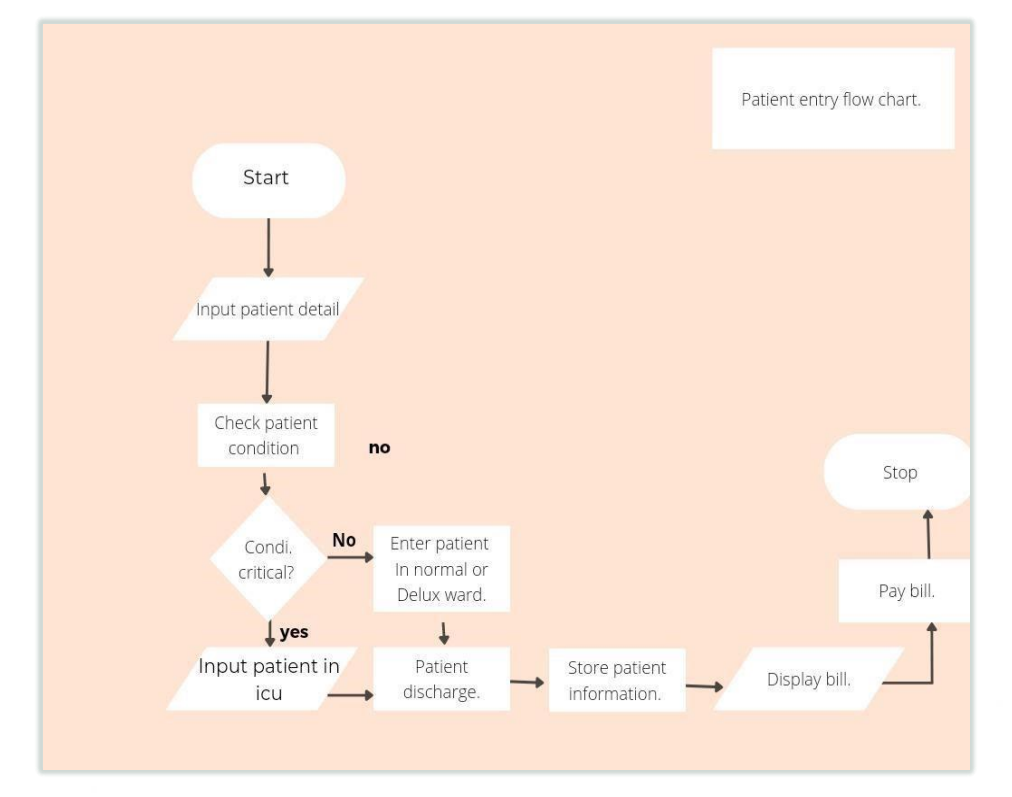 Patient entry flow chart.
Start
Input patient detail
Check patient
condition
no
Condi.
critical?
No
Enter patient
In normal or
Delux ward.
yes
Input patient in
icu
Patient
discharge.
Store patient
information.
Display bill.
Pay bill.
Stop